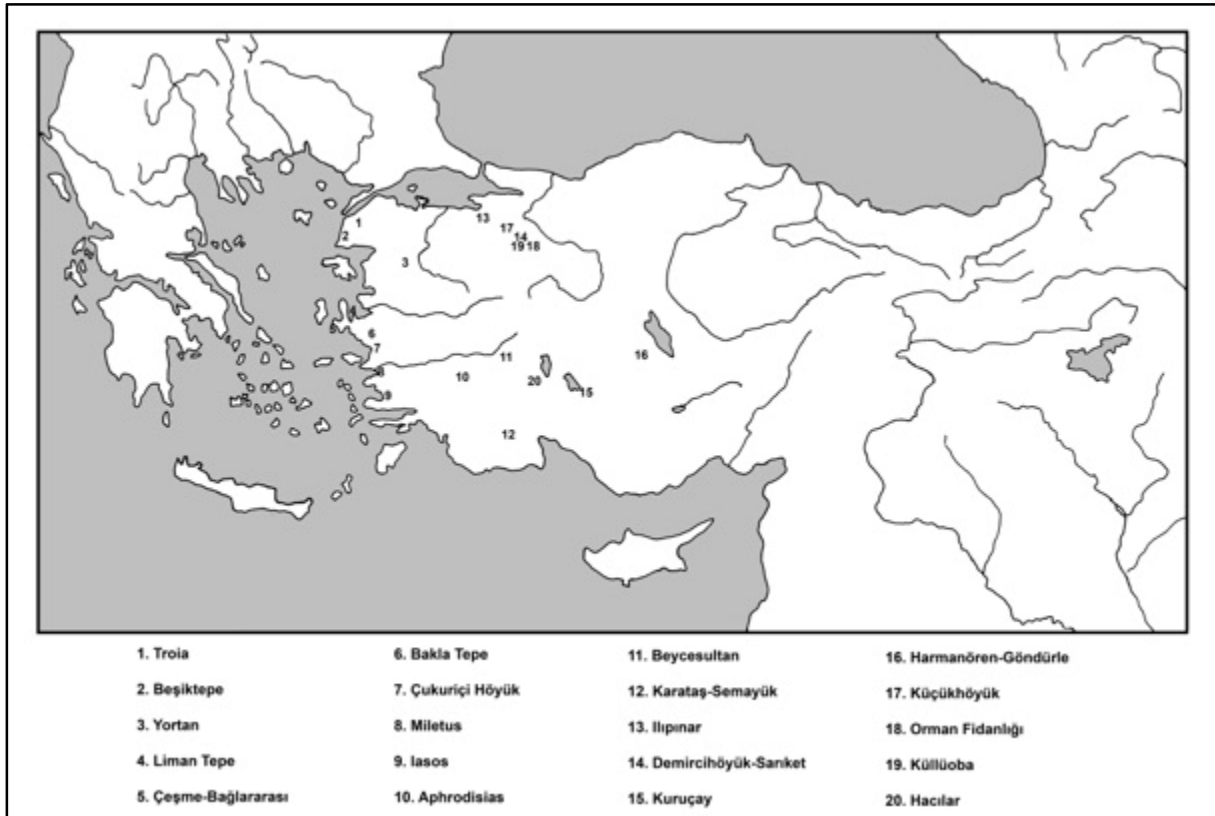 1
2
3
13
17
14
19 18
4
5
6
7
8
9
10
11
12
20
15
16
1. Troia
2. Beşiktepe
3. Yortan
4. Liman Tepe
5. Çeşme-Bağlararası
6. Bakla Tepe
7. Çukuriçi Höyük
8. Miletus
9. Iasos
10. Aphrodisias
11. Beycesultan
12. Karataş-Semayük
13. Ilıpınar
14. Demircihöyük-Sarıket
15. Kuruçay
16. Harmanören-Göndürle
17. Küçükhöyük
18. Orman Fidanlığı
19. Küllüoba
20. Hacılar